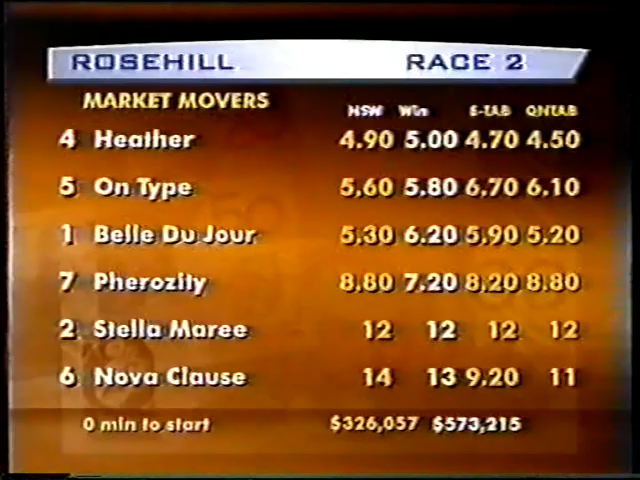 ROSEHILL RACE 2
MARKET MOVERS NSW Win S-TAB QNTAB
4 Heather 4.90 5.00 4.70 4.50
5 On Type 5.60 5.80 6.70 6.10
1 Belle Du Jour 5.30 6.20 5.90 5.20
7 Pherozity 8.80 7.20 8.20 8.80
2 Stella Maree 12 12 12 12
6 Nova Clause 14 13 9.20 11
0 min to start $326,057 $573,215